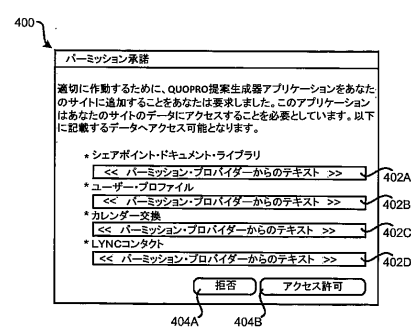 400
パーミッション承諾
適切に作動するために、QUOPRO提案生成器アプリケーションをあなた
のサイトに追加することをあなたは要求しました。このアプリケーション
はあなたのサイトのデータにアクセスすることを必要としています。以下
に記載するデータへアクセス可能となります。
* シェアポイント・ドキュメント・ライブラリ
<< パーミッション・プロバイダーからのテキスト >>
402A
* ユーザー・プロファイル
<< パーミッション・プロバイダーからのテキスト >>
402B
* カレンダー交換
<< パーミッション・プロバイダーからのテキスト >>
402C
* LYNCコンタクト
<< パーミッション・プロバイダーからのテキスト >>
402D
拒否
アクセス許可
404A
404B